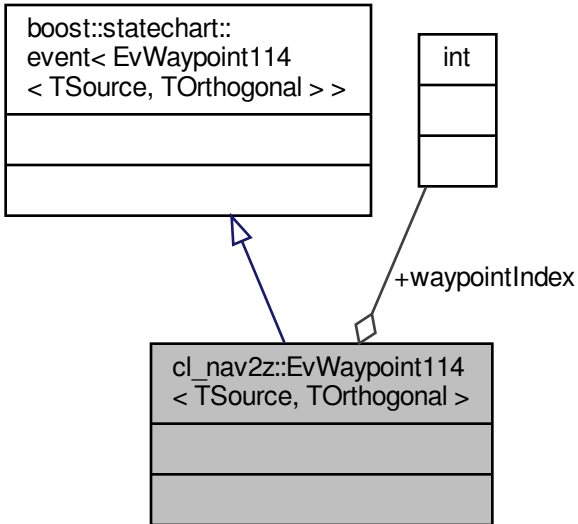 boost::statechart::
event< EvWaypoint114
< TSource, TOrthogonal > >
int
+waypointIndex
cl_nav2z::EvWaypoint114
< TSource, TOrthogonal >